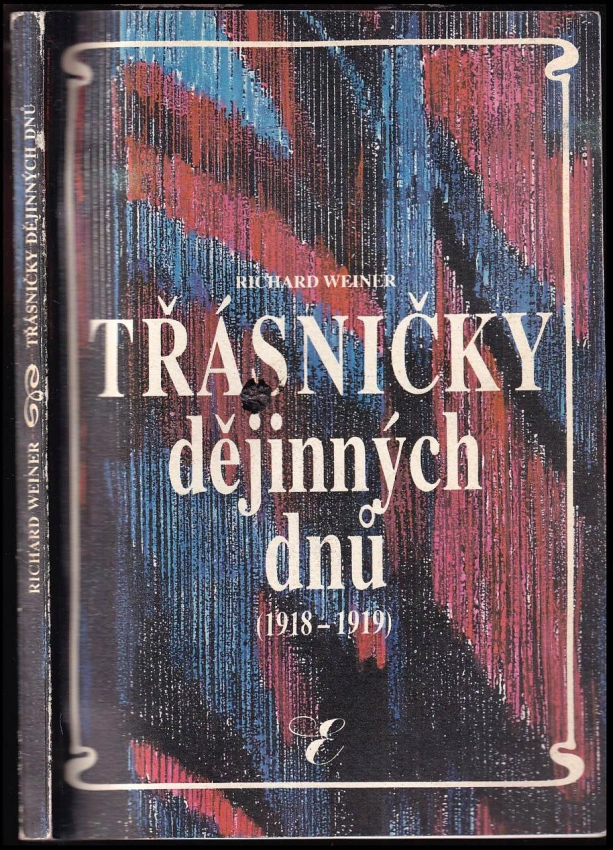 RICHARD WEINER
TŘÁSNIČKY
dějinných
dnů
(1918–1919)
E
RICHARD WEINER TŘÁSNIČKY DĚJINNÝCH DNŮ